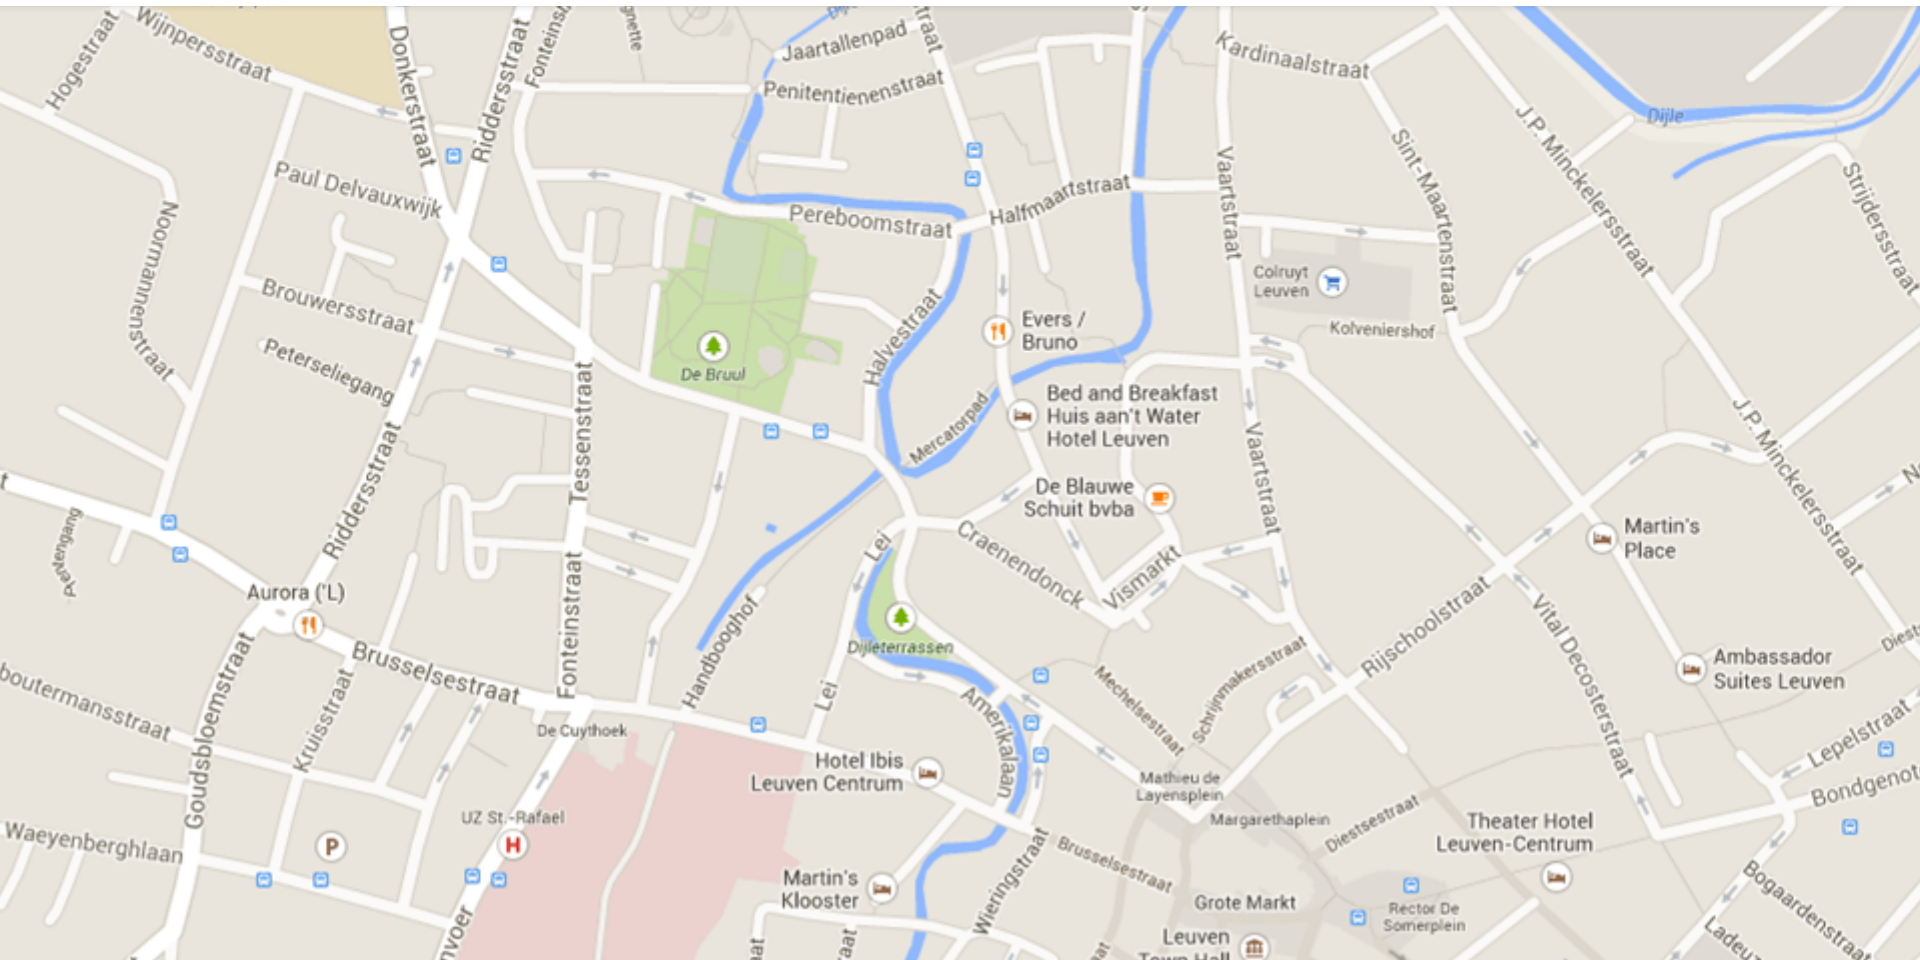 Wijnpersstraat
Hogestraat
Donkerstraat
Riddersstraat
Jaartallenpad
Penitentienenstraat
Kardinaalstraat
J.P. Minckelersstraat
Dijle
Sint-Maartenstraat
Strijdersstraat
Vaartstraat
Paul Delvauxwijk
Noormannenstraat
Pereboomstraat
Halfmaartstraat
Colruyt
Leuven
Kolveniershof
Brouwersstraat
Peterseliegang
De Bruul
Halvestraat
Evers /
Bruno
Tessenstraat
Mercatorpad
Bed and Breakfast
Huis aan't Water
Hotel Leuven
Vaartstraat
J.P. Minckelersstraat
De Blauwe
Schuit bvba
Riddersstraat
Pientengang
Lei
Craenendonck
Vismarkt
Martin's
Place
Aurora ('L)
Fonteinstraat
Handbooghof
Dijleterrassen
Rijschoolstraat
Vital Decosterstraat
Brusselsestraat
Goudsbloemstraat
boutermansstraat
Kruisstraat
De Cuythoek
Lei
Amerikalaan
Mechelsestraat
Schrijnmakersstraat
Ambassador
Suites Leuven
Lepelstraat
Hotel Ibis
Leuven Centrum
Mathieu de
Layensplein
Margarethaplein
Diestsestraat
Theater Hotel
Leuven-Centrum
Bondgenot
UZ St.-Rafael
H
P
Waeyenberghlaan
Martin's
Klooster
Wieringstraat
Brusselsestraat
Grote Markt
Rector De
Somerplein
Bogaardenstraat
Leuven
Town Hall